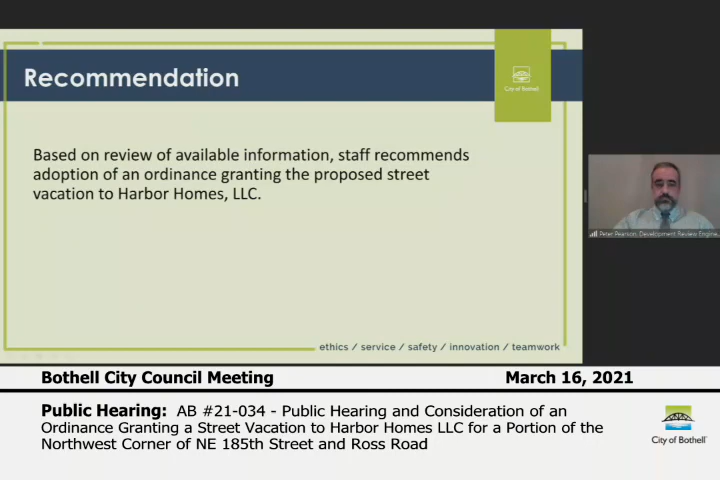 Recommendation
City of Bothell
Based on review of available information, staff recommends
adoption of an ordinance granting the proposed street
vacation to Harbor Homes, LLC.
Peter Pearson, Development Review Engine...
ethics / service / safety / innovation / teamwork
Bothell City Council Meeting
March 16, 2021
Public Hearing: AB #21-034 - Public Hearing and Consideration of an
Ordinance Granting a Street Vacation to Harbor Homes LLC for a Portion of the
Northwest Corner of NE 185th Street and Ross Road
City of Bothell